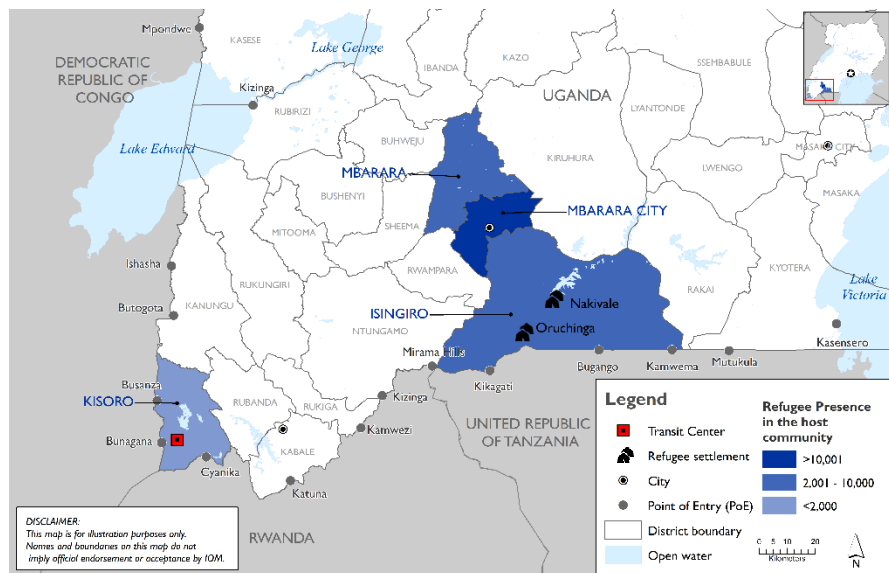 Mpondwe
KASESE
Lake George
DEMOCRATIC
REPUBLIC OF
CONGO
IBANDA
KAZO
SSEMBABULE
Kizinga
UGANDA
RUBIRIZI
LYANTONDE
BUHWEJU
MASAKA CITY
Lake Edward
KIRUHURA
MBARARA
LWENGO
BUSHENYI
MASAKA
MBARARA CITY
SHEEMA
MITOOMA
KYOTERA
Ishasha
RWAMPARA
RAKAI
Lake
Victoria
RUKUNGIRI
KANUNGU
Nakivale
Butogota
ISINGIRO
NTUNGAMO
Oruchinga
Kasensero
Mirama Hills
Bugango
Kamwema
Mutukula
Kikagati
Busanza
RUBANDA
KISORO
RUKIGA
Kizinga
UNITED REPUBLIC
OF TANZANIA
Kamwezi
Bunagana
KABALE
Cyanika
Katuna
RWANDA
Legend
Transit Center
Refugee settlement
City
Point of Entry (PoE)
District boundary
Open water
Refugee Presence
in the host
community
>10,001
2,001 - 10,000
<2,000
0 5 10 20
Kilometers
N
DISCLAIMER:
This map is for illustration purposes only.
Names and boundaries on this map do not
imply official endorsement or acceptance by IOM.